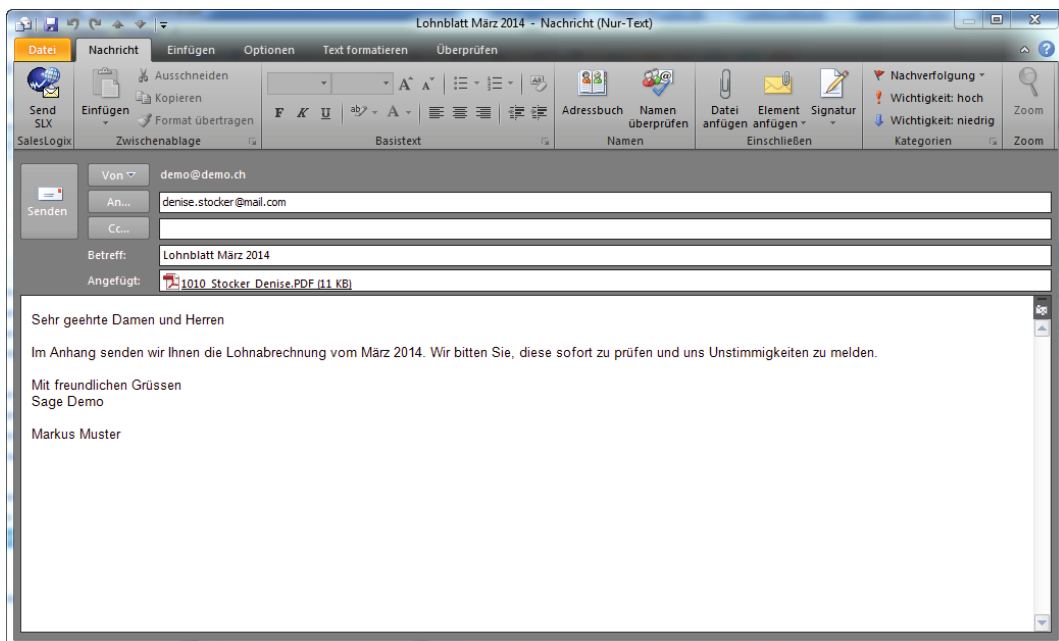 Lohnblatt März 2014 - Nachricht (Nur-Text)
Datei Nachricht Einfügen Optionen Text formatieren Überprüfen
Send SLX
SalesLogix
Einfügen
Ausschneiden
Kopieren
Format übertragen
Zwischenablage
F K U
Basistext
Adressbuch
Namen überprüfen
Namen
Datei anfügen
Element anfügen
Signatur
Einschließen
Nachverfolgung
Wichtigkeit: hoch
Wichtigkeit: niedrig
Kategorien
Zoom
Zoom
Senden
Von demo@demo.ch
An... denise.stocker@mail.com
Cc...
Betreff: Lohnblatt März 2014
Angefügt: 1010_Stocker_Denise.PDF (11 KB)
Sehr geehrte Damen und Herren
Im Anhang senden wir Ihnen die Lohnabrechnung vom März 2014. Wir bitten Sie, diese sofort zu prüfen und uns Unstimmigkeiten zu melden.
Mit freundlichen Grüssen
Sage Demo
Markus Muster